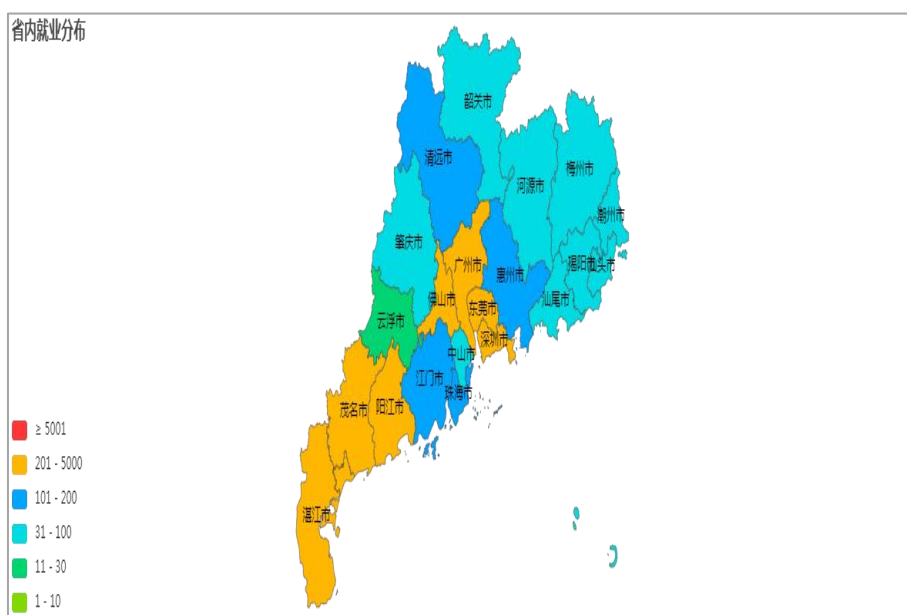 省内就业分布
韶关市
清远市
河源市
梅州市
潮州市
肇庆市
广州市
惠州市
揭阳市
汕头市
佛山市
东莞市
汕尾市
云浮市
深圳市
中山市
江门市
珠海市
茂名市
阳江市
湛江市
≥ 5001
201 - 5000
101 - 200
31 - 100
11 - 30
1 - 10